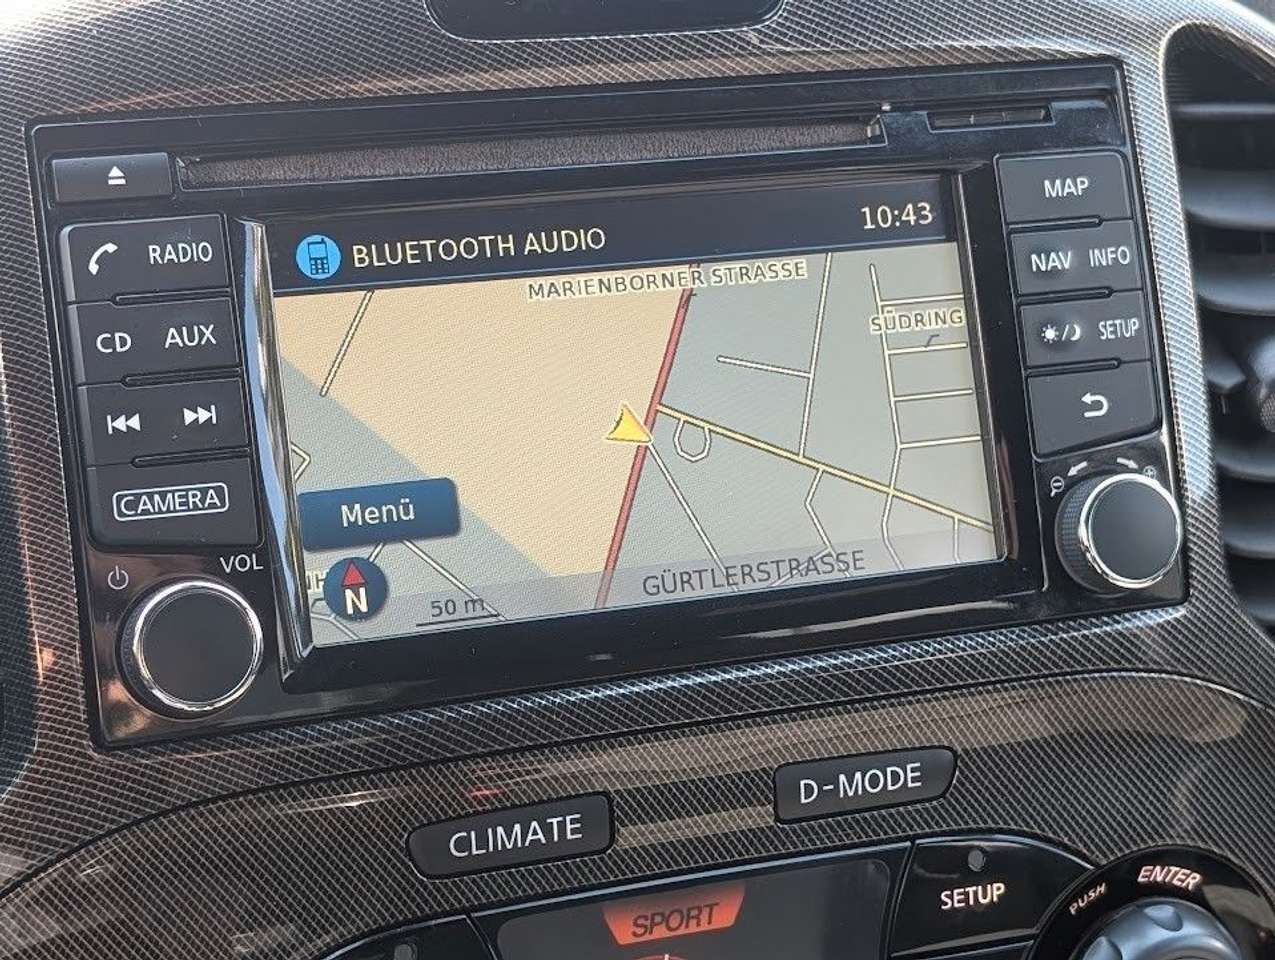 BLUETOOTH AUDIO 10:43
MARIENBORNER STRASSE
SÜDRING
Menü
N
50 m
GÜRTLERSTRASSE
RADIO
CD AUX
CAMERA
VOL
MAP
NAV INFO
SETUP
CLIMATE
D-MODE
SPORT
SETUP
PUSH ENTER